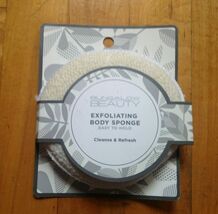 BEAUTY
EXFOLIATING
BODY SPONGE
EASY TO HOLD
Cleanse & Refresh